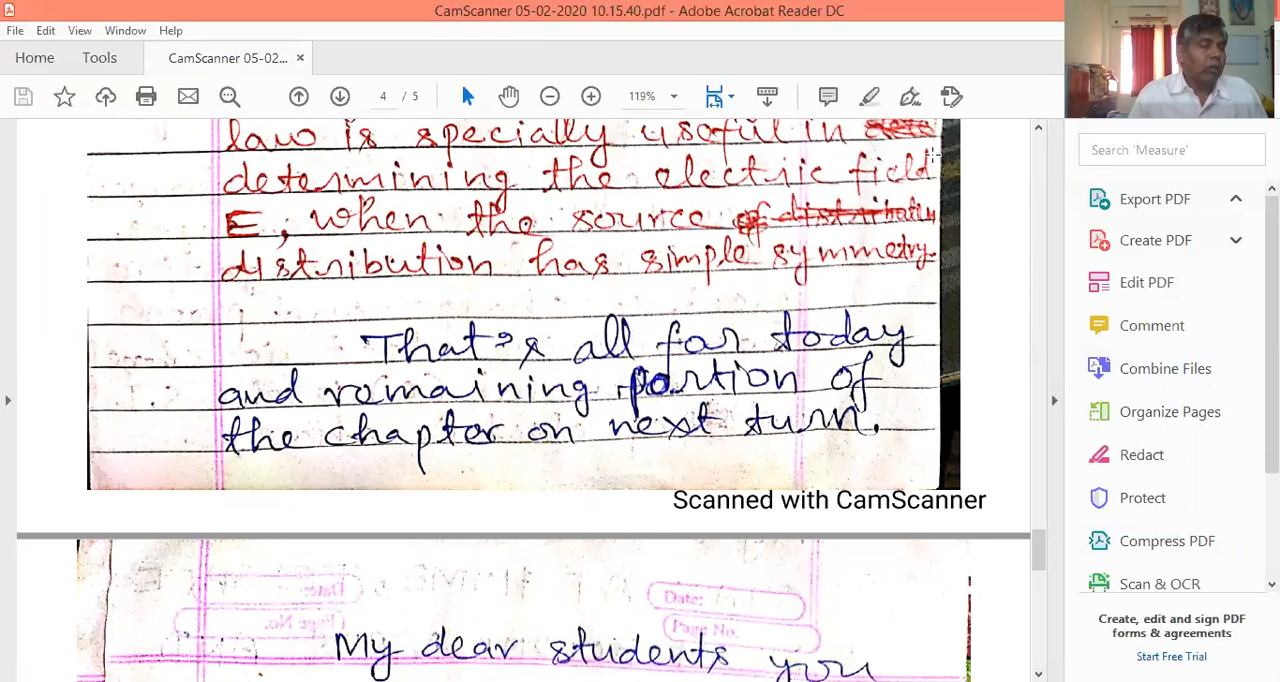 CamScanner 05-02-2020 10.15.40.pdf - Adobe Acrobat Reader DC
File Edit View Window Help
Home Tools CamScanner 05-02... ×
4 / 5 119%
law is specially useful in
determining the electric field
E, when the source
distribution has simple symmetry.
That's all for today
and remaining portion of
the chapter on next turn.
Scanned with CamScanner
Date:
Page No.
Date:
Page No.
My dear students you
Search 'Measure'
Export PDF
Create PDF
Edit PDF
Comment
Combine Files
Organize Pages
Redact
Protect
Compress PDF
Scan & OCR
Create, edit and sign PDF
forms & agreements
Start Free Trial